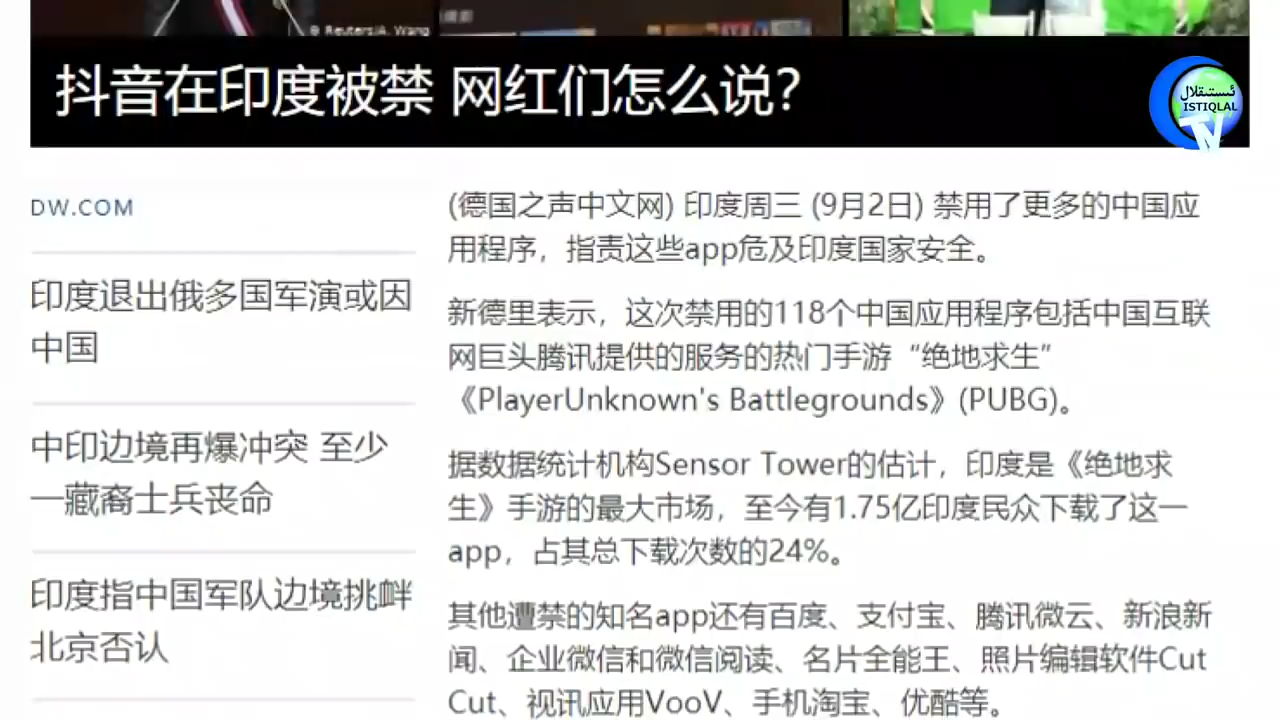 © Reuters/A. Wang
抖音在印度被禁 网红们怎么说?
ئىستىقلال
ISTIQLAL
TV
DW.COM
印度退出俄多国军演或因
中国
中印边境再爆冲突 至少
一藏裔士兵丧命
印度指中国军队边境挑衅
北京否认
(德国之声中文网) 印度周三 (9月2日) 禁用了更多的中国应
用程序，指责这些app危及印度国家安全。
新德里表示，这次禁用的118个中国应用程序包括中国互联
网巨头腾讯提供的服务的热门手游“绝地求生”
《PlayerUnknown's Battlegrounds》(PUBG)。
据数据统计机构Sensor Tower的估计，印度是《绝地求
生》手游的最大市场，至今有1.75亿印度民众下载了这一
app，占其总下载次数的24%。
其他遭禁的知名app还有百度、支付宝、腾讯微云、新浪新
闻、企业微信和微信阅读、名片全能王、照片编辑软件Cut
Cut、视讯应用VooV、手机淘宝、优酷等。